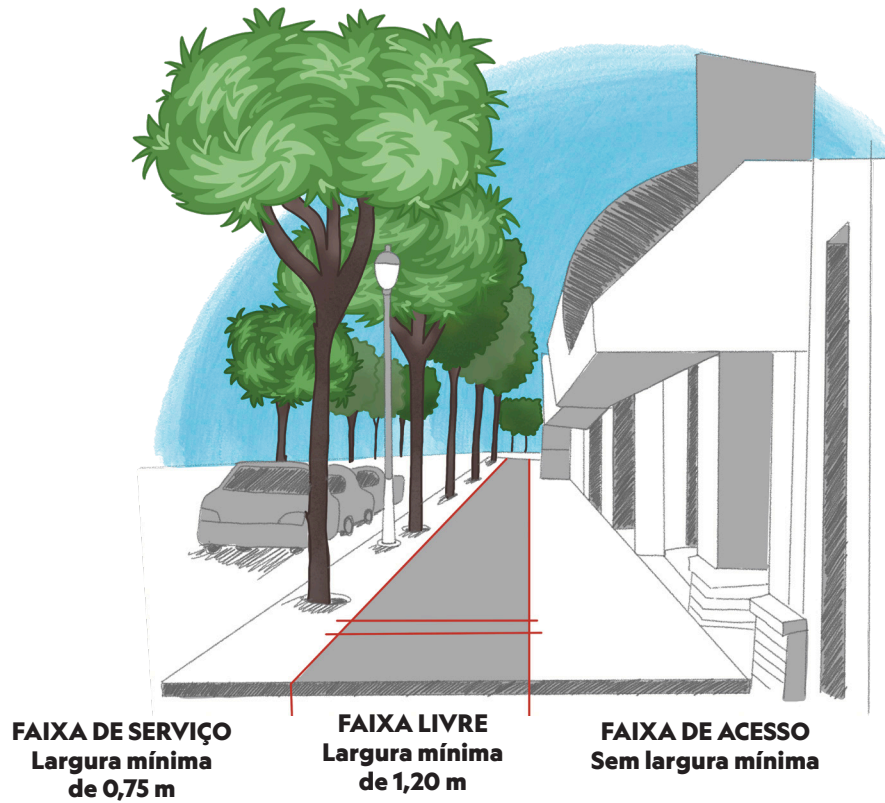 FAIXA DE SERVIÇO
Largura mínima
de 0,75 m
FAIXA LIVRE
Largura mínima
de 1,20 m
FAIXA DE ACESSO
Sem largura mínima